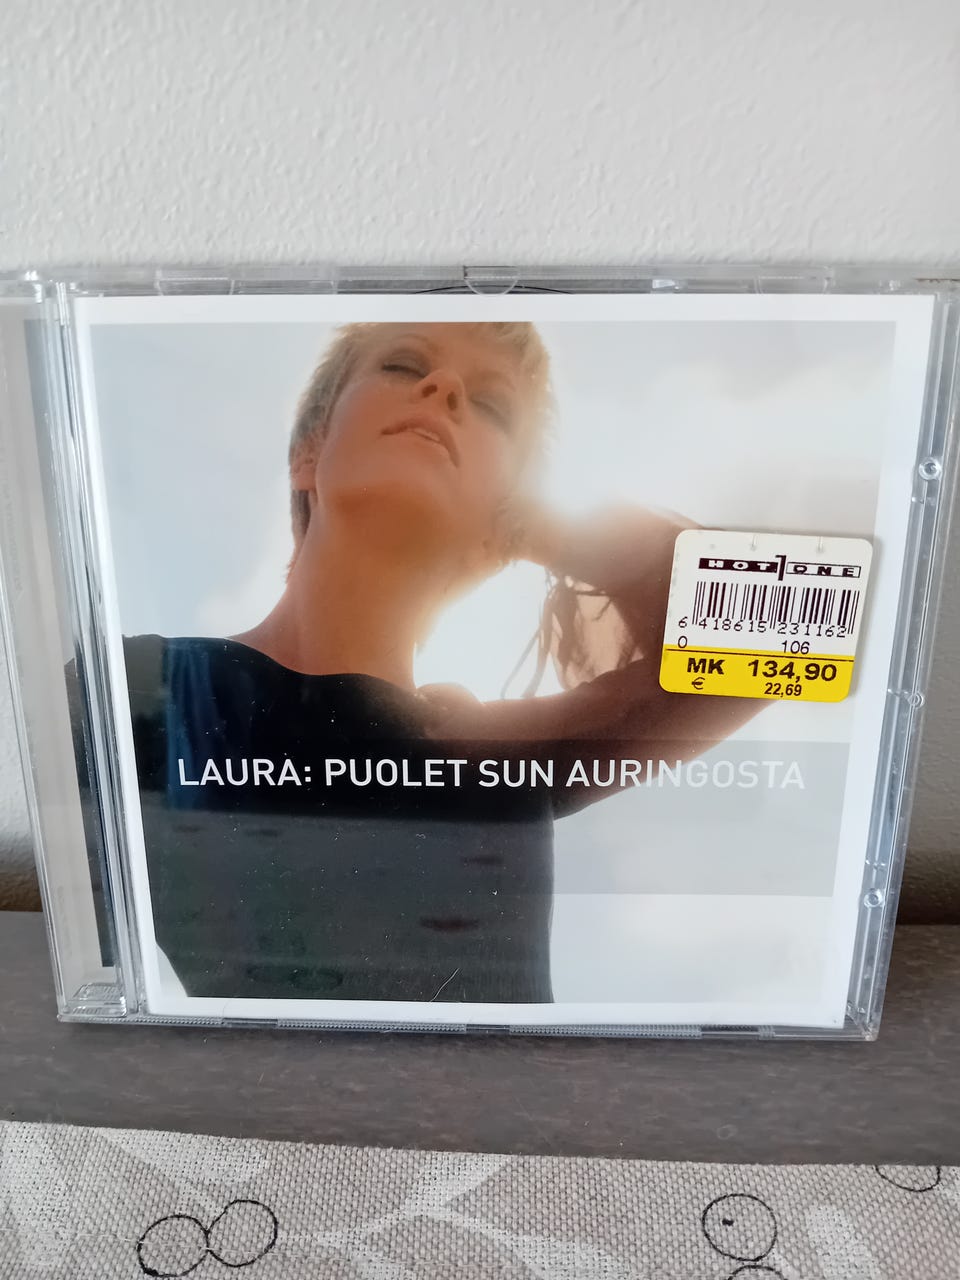 HOT ONE
6 418615 231162
0 106
MK 134,90
€ 22,69
LAURA: PUOLET SUN AURINGOSTA